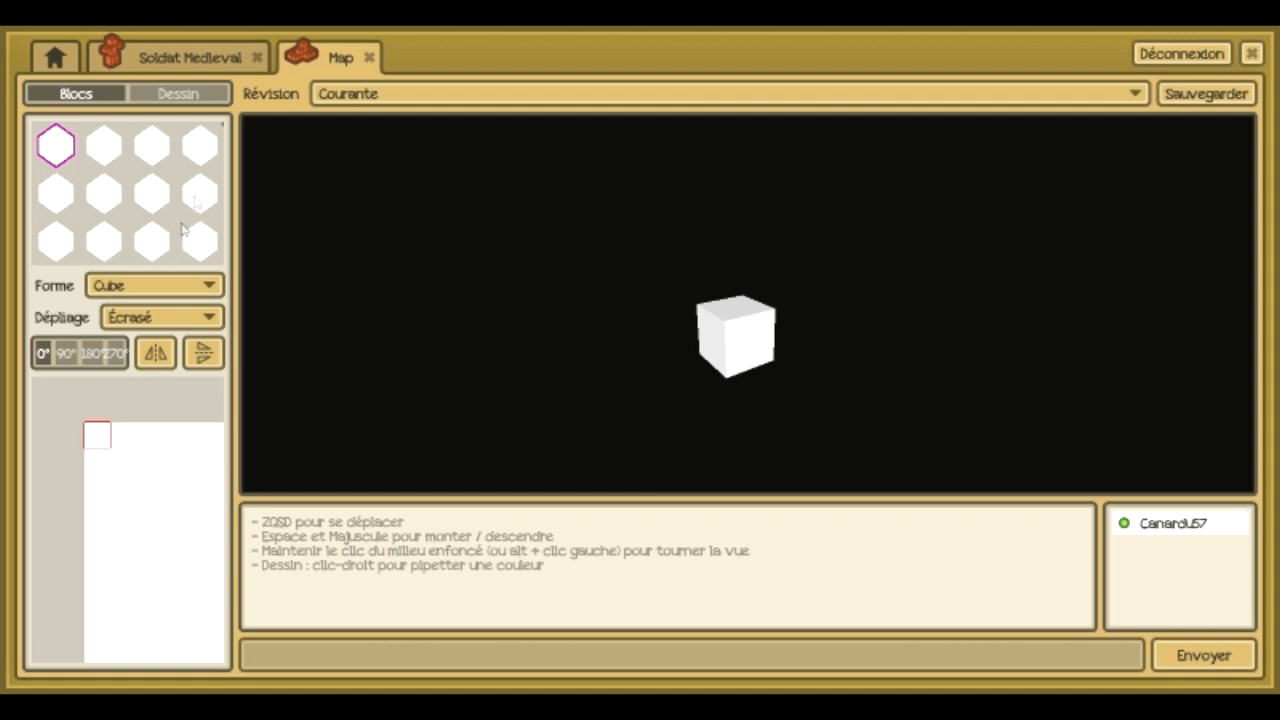 Soldat Medieval
Map
Déconnexion
Blocs
Dessin
Révision
Courante
Sauvegarder
Forme
Cube
Dépliage
Écrasé
0° 90° 180° 270°
- ZQSD pour se déplacer
- Espace et Majuscule pour monter / descendre
- Maintenir le clic du milieu enfoncé (ou alt + clic gauche) pour tourner la vue
- Dessin : clic-droit pour pipetter une couleur
Canardu57
Envoyer